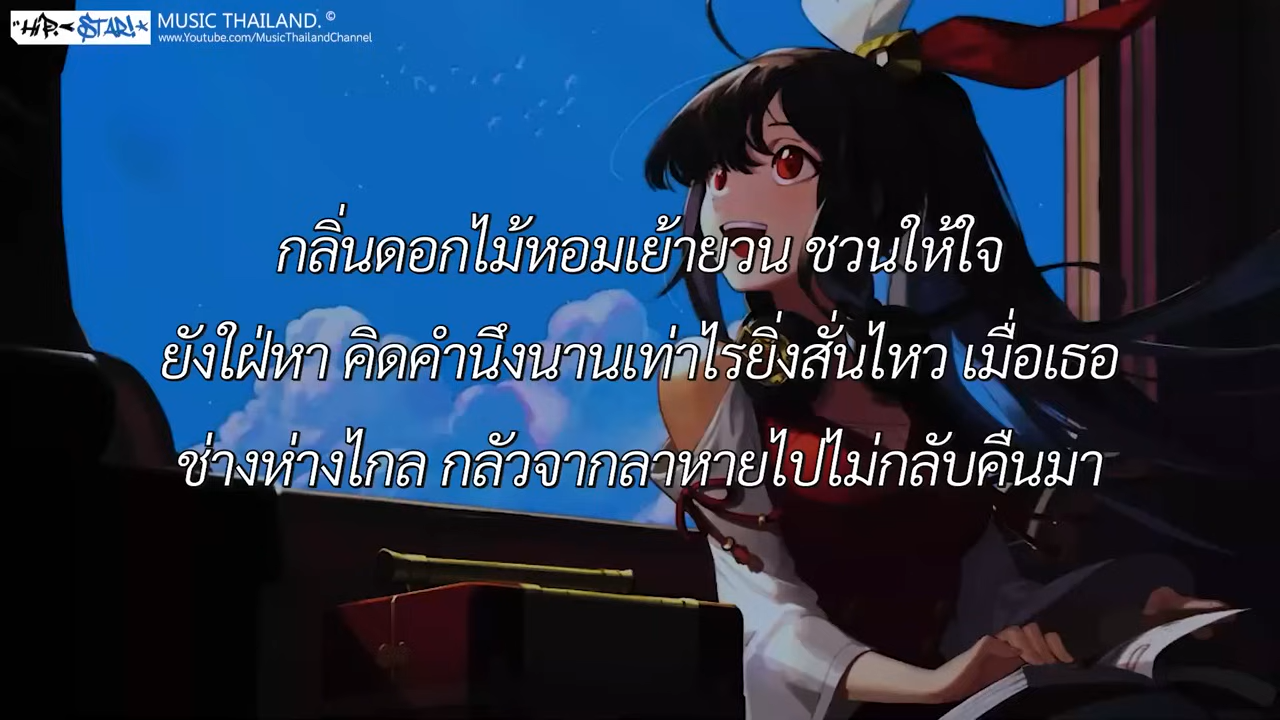 "HIP.<STAR!★
MUSIC THAILAND. ©
www.Youtube.com/MusicThailandChannel
กลิ่นดอกไม้หอมเย้ายวน ชวนให้ใจ
ยังใฝ่หา คิดคำนึงนานเท่าไรยิ่งสั่นไหว เมื่อเธอ
ช่างห่างไกล กลัวจากลาหายไปไม่กลับคืนมา